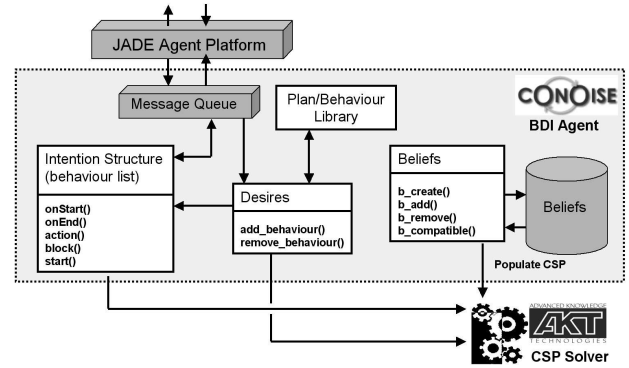 JADE Agent Platform
Message Queue
Plan/Behaviour
Library
CONOISE
BDI Agent
Intention Structure
(behaviour list)
onStart()
onEnd()
action()
block()
start()
Desires
add_behaviour()
remove_behaviour()
Beliefs
b_create()
b_add()
b_remove()
b_compatible()
Beliefs
Populate CSP
ADVANCED KNOWLEDGE
AKT
TECHNOLOGIES
CSP Solver